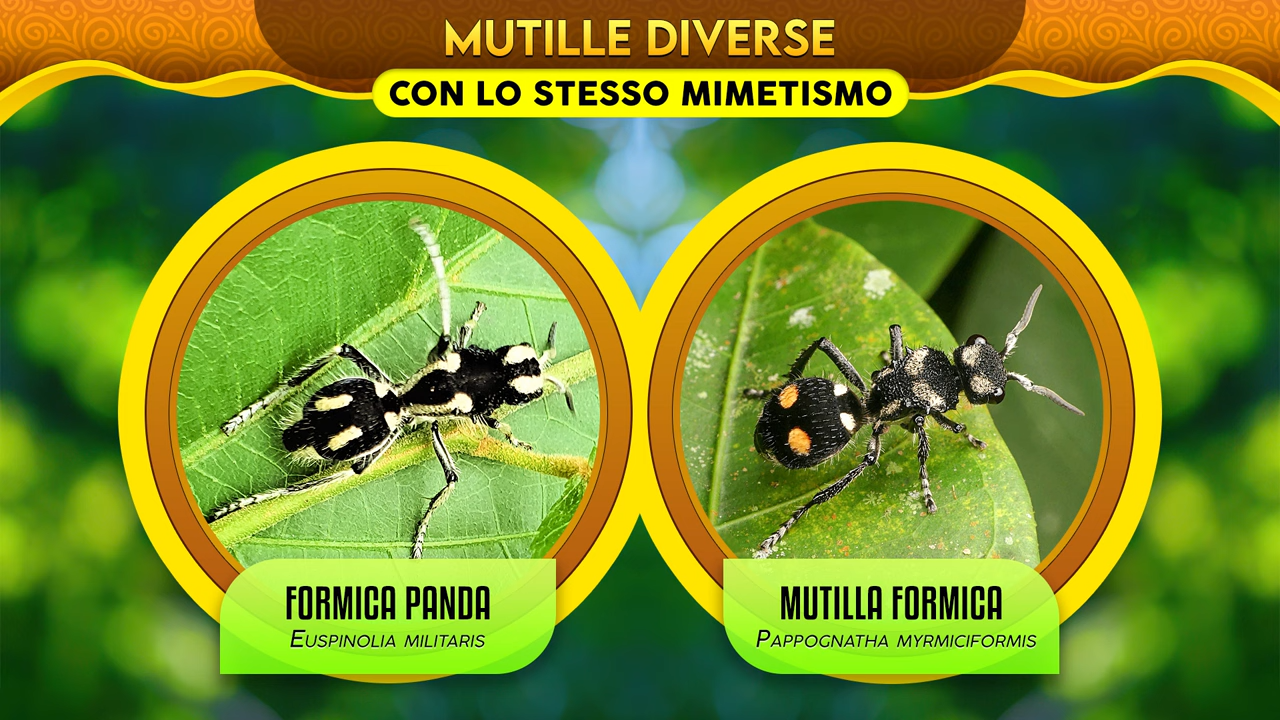 MUTILLE DIVERSE
CON LO STESSO MIMETISMO
FORMICA PANDA
EUSPINOLIA MILITARIS
MUTILLA FORMICA
PAPPOGNATHA MYRMICIFORMIS